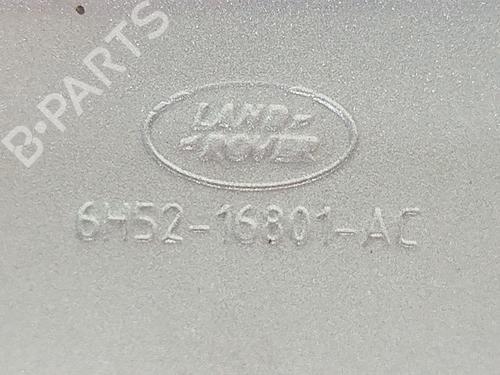 B-PARTS
LAND-
-ROVER
6H52-16801-AC